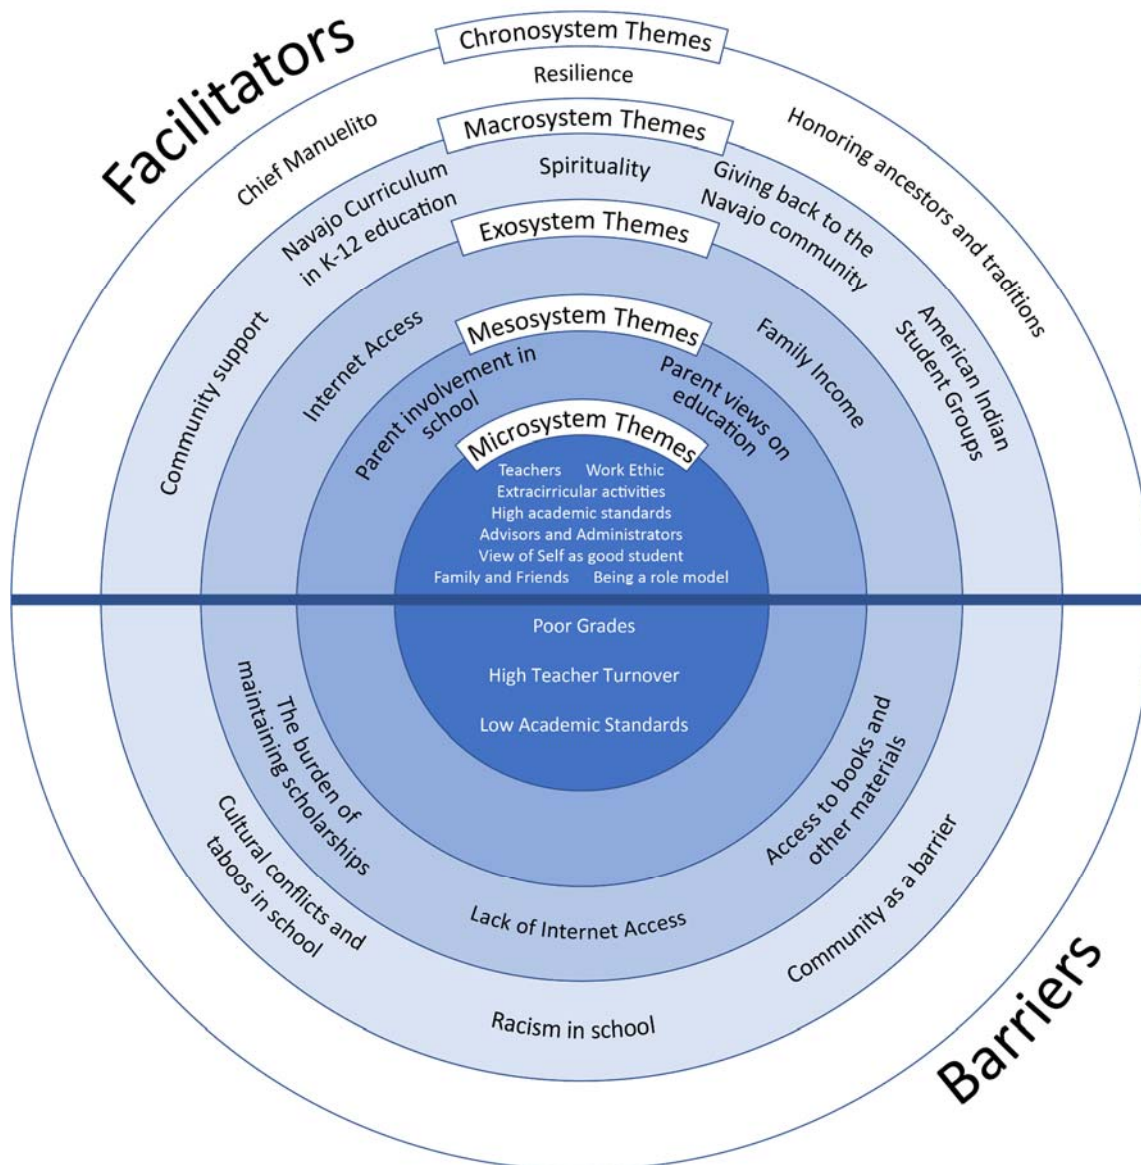 Facilitators
Chronosystem Themes
Resilience
Chief Manuelito
Honoring ancestors and traditions
Macrosystem Themes
Spirituality
Navajo Curriculum
in K-12 education
Giving back to the
Navajo community
Community support
American Indian
Student Groups
Exosystem Themes
Internet Access
Family Income
Mesosystem Themes
Parent involvement in
school
Parent views on
education
Microsystem Themes
Teachers Work Ethic
Extracirricular activities
High academic standards
Advisors and Administrators
View of Self as good student
Family and Friends Being a role model
Poor Grades
High Teacher Turnover
Low Academic Standards
The burden of
maintaining scholarships
Access to books and
other materials
Lack of Internet Access
Cultural conflicts and
taboos in school
Community as a barrier
Racism in school
Barriers